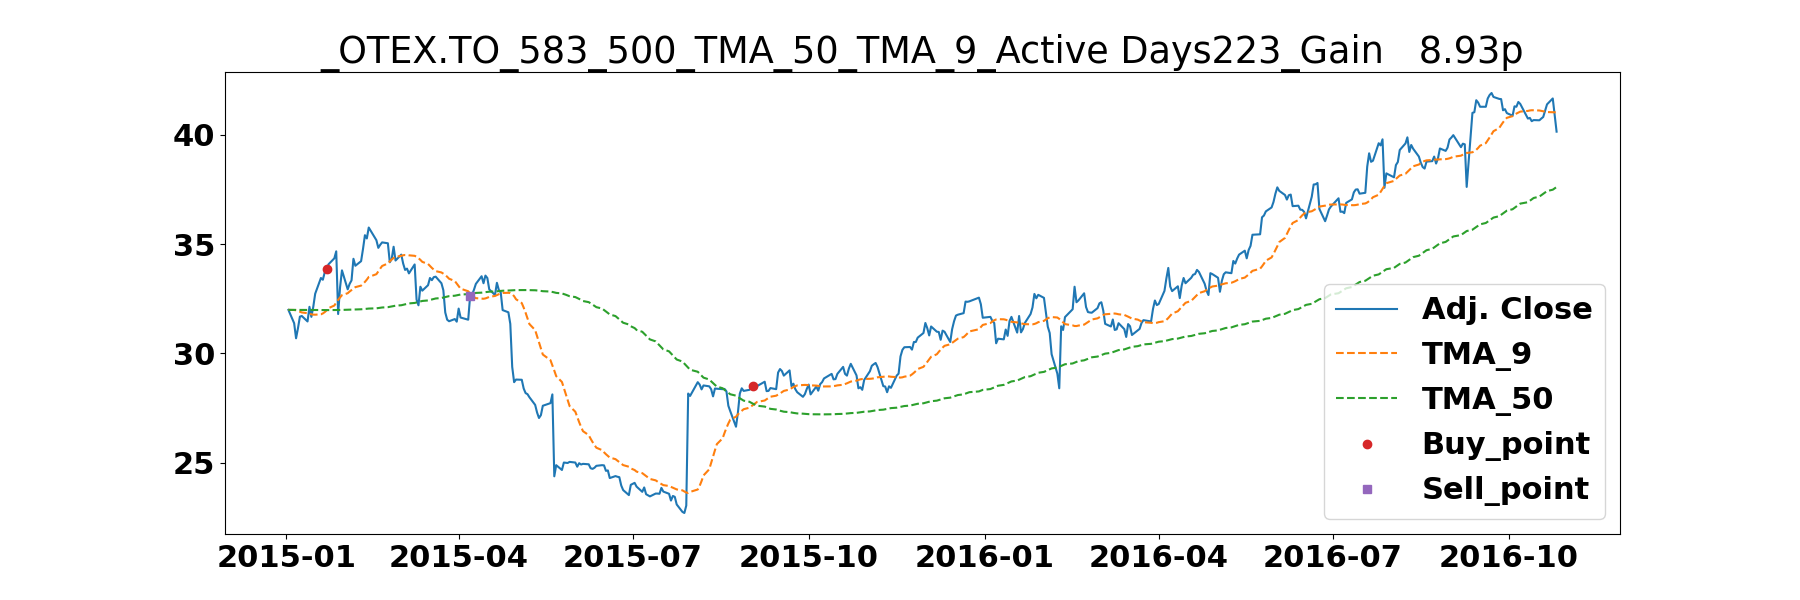 _OTEX.TO_583_500_TMA_50_TMA_9_Active Days223_Gain   8.93p
40
35
30
25
2015-01 2015-04 2015-07 2015-10 2016-01 2016-04 2016-07 2016-10
Adj. Close
TMA_9
TMA_50
Buy_point
Sell_point